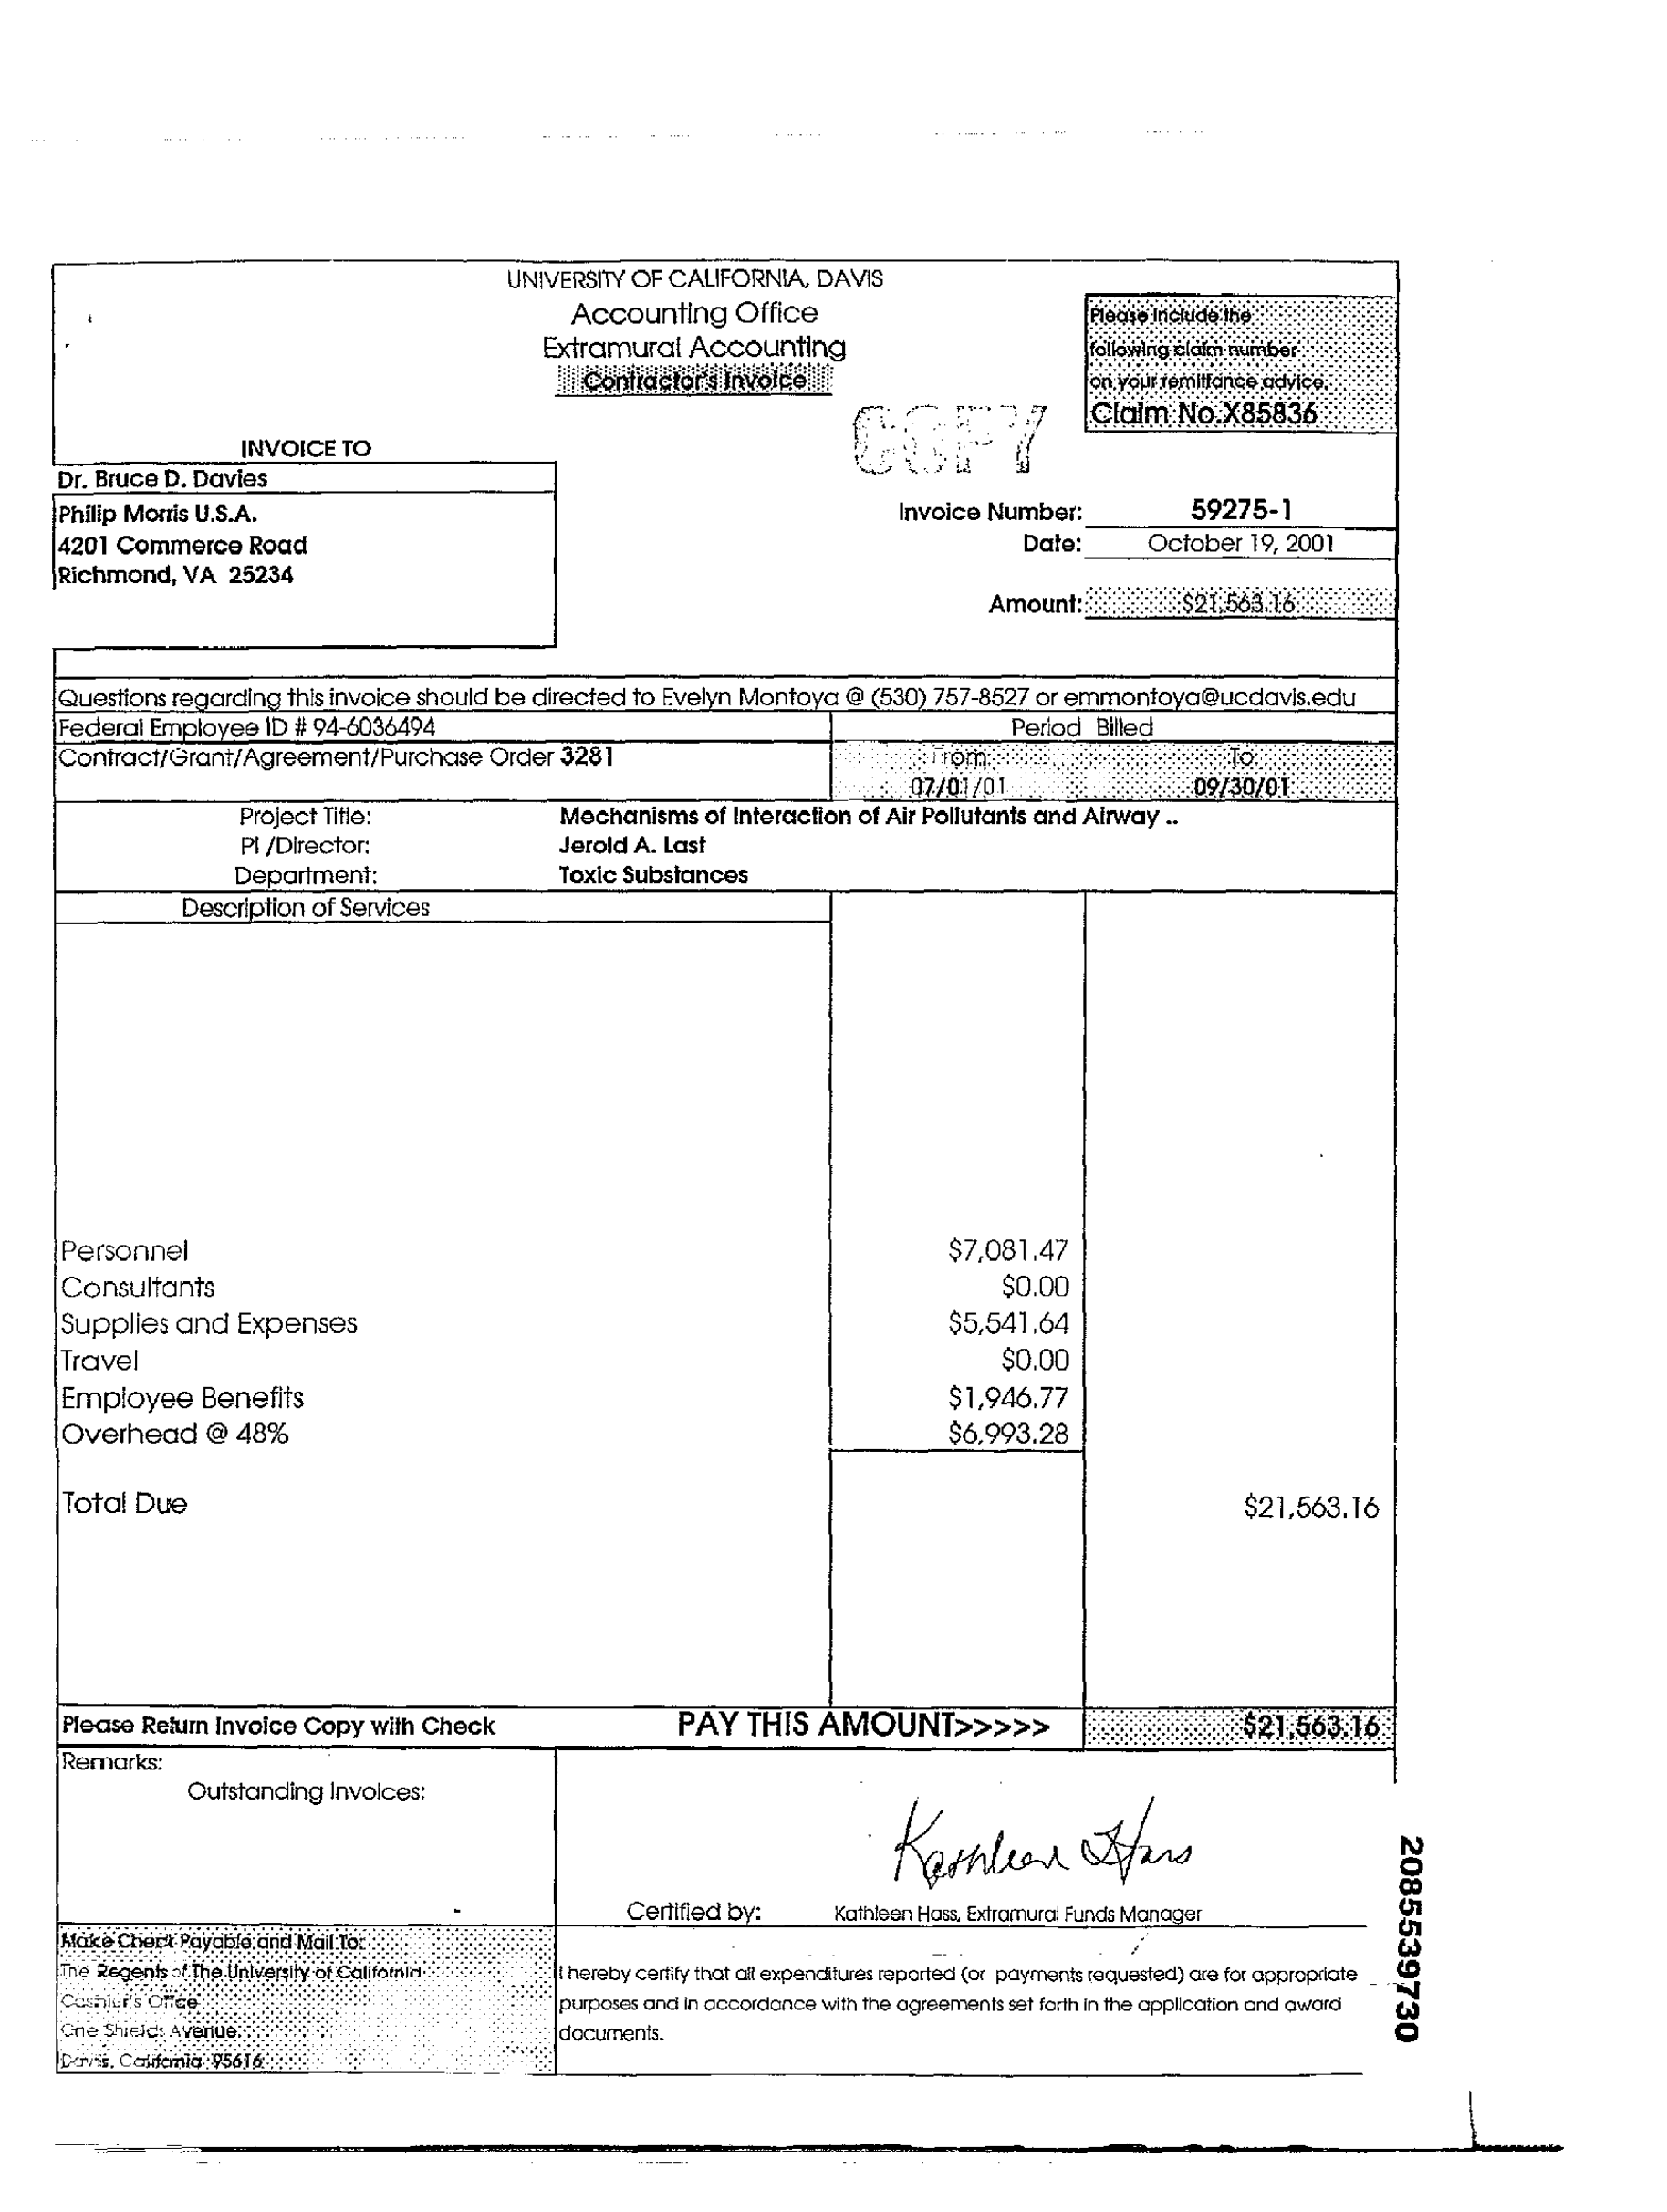 UNIVERSITY OF CALIFORNIA, DAVIS
Accounting Office
Extramural Accounting
Contractor's Invoice
Please include the
following claim number
on your remittance advice.
Claim No.X85836
COPY
INVOICE TO
Dr. Bruce D. Davies
Philip Morris U.S.A.
4201 Commerce Road
Richmond, VA 25234
Invoice Number: 59275-1
Date: October 19, 2001
Amount: $21,563.16
Questions regarding this invoice should be directed to Evelyn Montoya @ (530) 757-8527 or emmontoya@ucdavis.edu
Federal Employee ID # 94-6036494 Period Billed
Contract/Grant/Agreement/Purchase Order 3281 From To
07/01/01 09/30/01
Project Title: Mechanisms of Interaction of Air Pollutants and Airway ..
PI /Director: Jerold A. Last
Department: Toxic Substances
Description of Services
Personnel $7,081.47
Consultants $0.00
Supplies and Expenses $5,541.64
Travel $0.00
Employee Benefits $1,946.77
Overhead @ 48% $6,993.28
Total Due $21,563.16
Please Return Invoice Copy with Check PAY THIS AMOUNT>>>>> $21,563.16
Remarks:
Outstanding Invoices:
Kathleen Hass
Certified by: Kathleen Hass, Extramural Funds Manager
Make Check Payable and Mail To:
The Regents of The University of California
Cashier's Office
One Shields Avenue
Davis, California 95616
I hereby certify that all expenditures reported (or payments requested) are for appropriate
purposes and in accordance with the agreements set forth in the application and award
documents.
2085539730